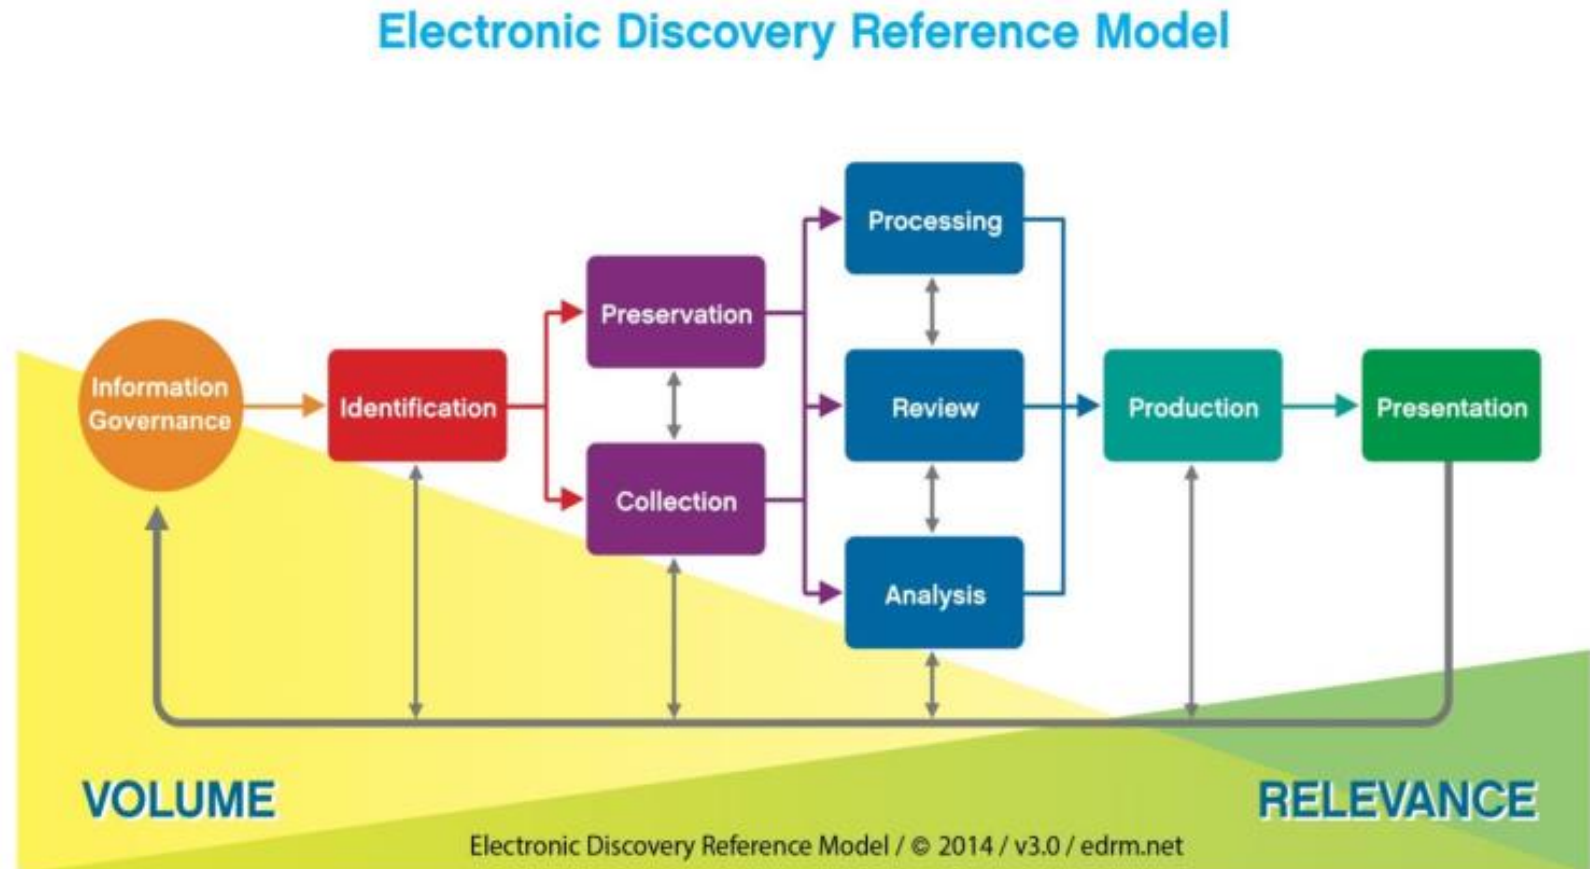 Electronic Discovery Reference Model
Processing
Preservation
Information
Governance
Identification
Review
Production
Presentation
Collection
Analysis
VOLUME
RELEVANCE
Electronic Discovery Reference Model / © 2014 / v3.0 / edrm.net